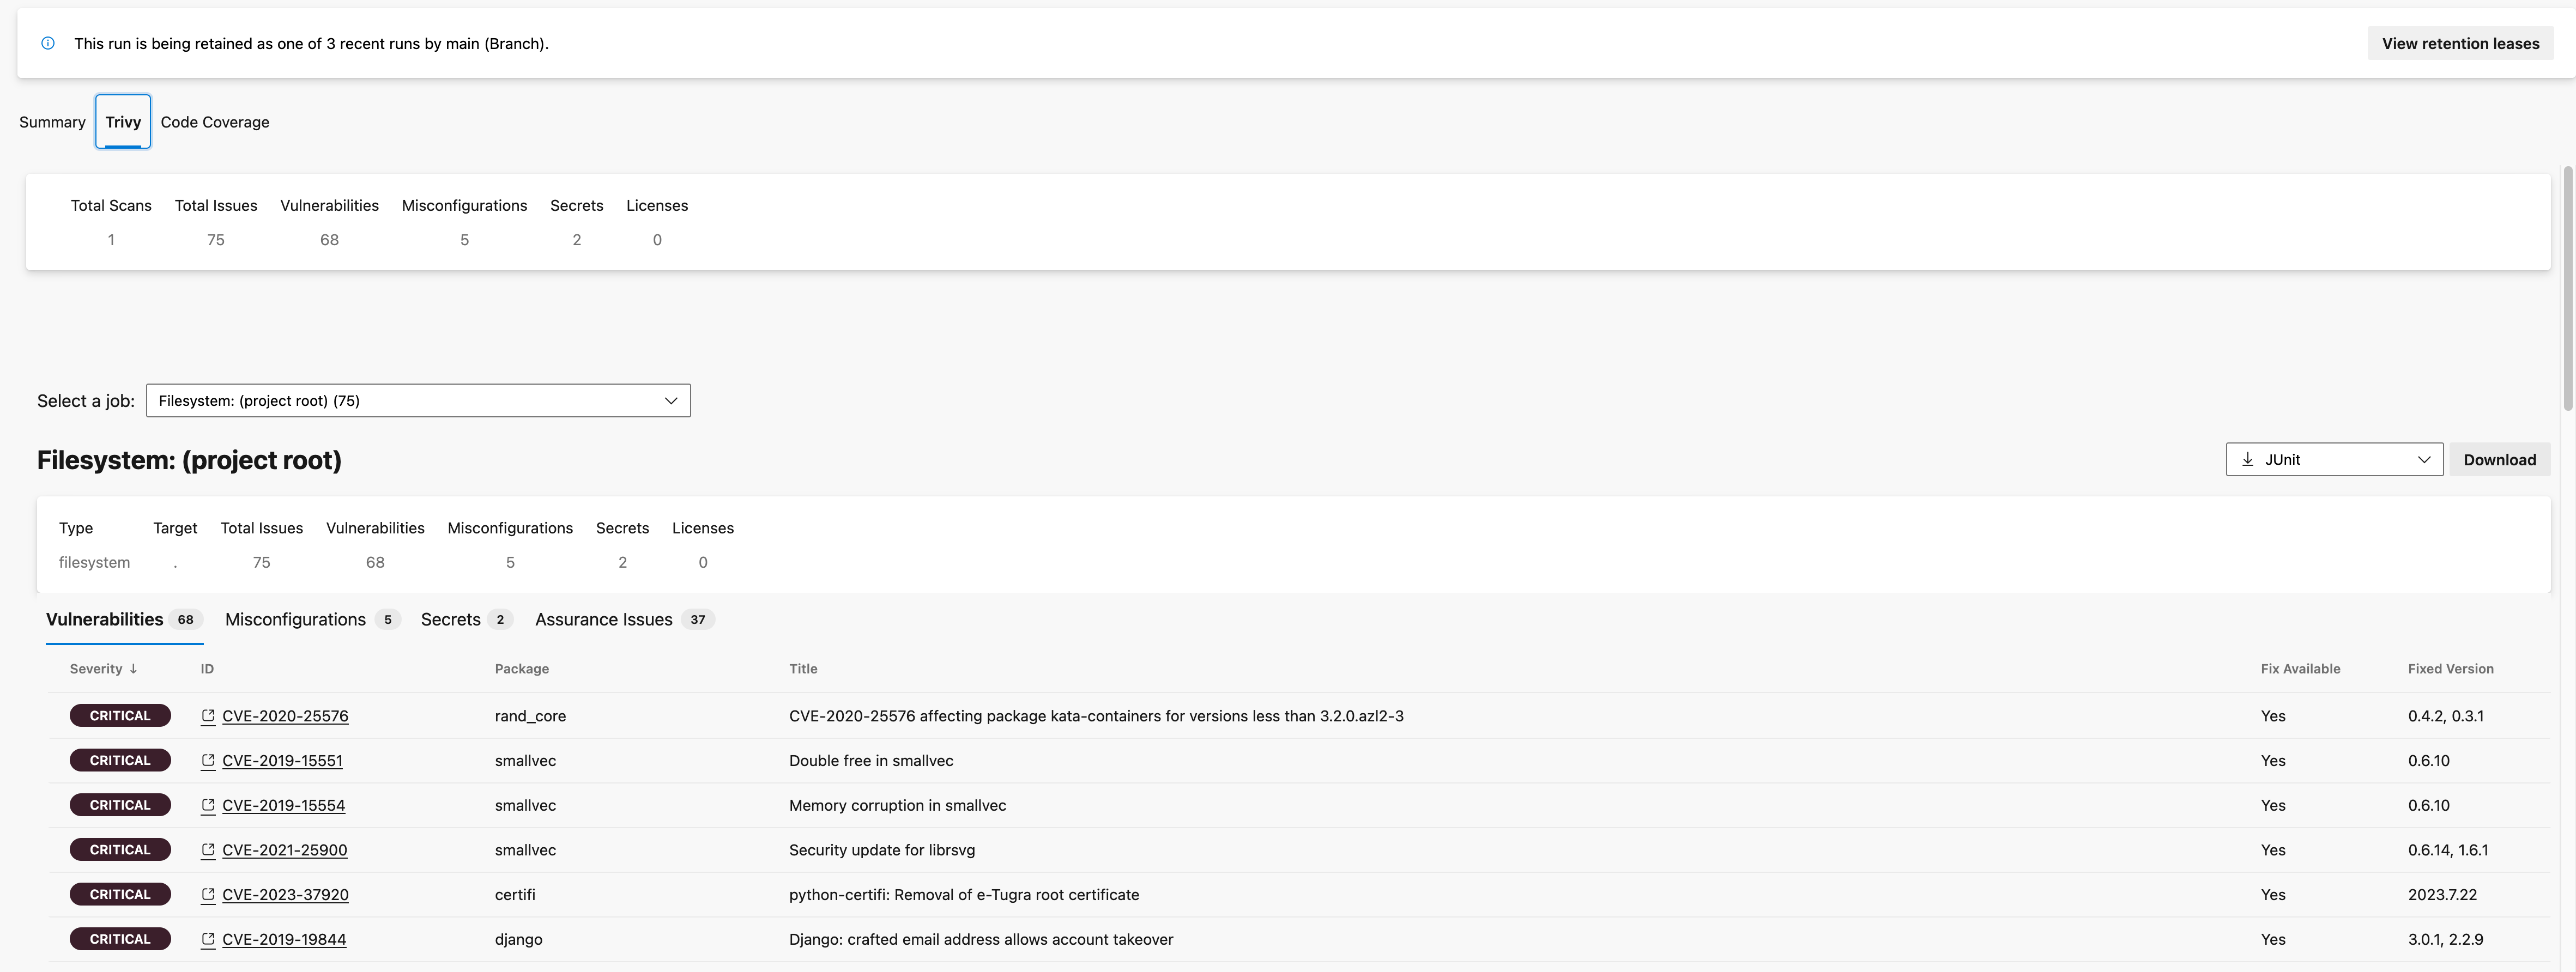 This run is being retained as one of 3 recent runs by main (Branch).
View retention leases
Summary Trivy Code Coverage
Total Scans Total Issues Vulnerabilities Misconfigurations Secrets Licenses
1 75 68 5 2 0
Select a job: Filesystem: (project root) (75)
Filesystem: (project root)
JUnit Download
Type Target Total Issues Vulnerabilities Misconfigurations Secrets Licenses
filesystem . 75 68 5 2 0
Vulnerabilities 68 Misconfigurations 5 Secrets 2 Assurance Issues 37
Severity ↓ ID Package Title Fix Available Fixed Version
CRITICAL CVE-2020-25576 rand_core CVE-2020-25576 affecting package kata-containers for versions less than 3.2.0.azl2-3 Yes 0.4.2, 0.3.1
CRITICAL CVE-2019-15551 smallvec Double free in smallvec Yes 0.6.10
CRITICAL CVE-2019-15554 smallvec Memory corruption in smallvec Yes 0.6.10
CRITICAL CVE-2021-25900 smallvec Security update for librsvg Yes 0.6.14, 1.6.1
CRITICAL CVE-2023-37920 certifi python-certifi: Removal of e-Tugra root certificate Yes 2023.7.22
CRITICAL CVE-2019-19844 django Django: crafted email address allows account takeover Yes 3.0.1, 2.2.9